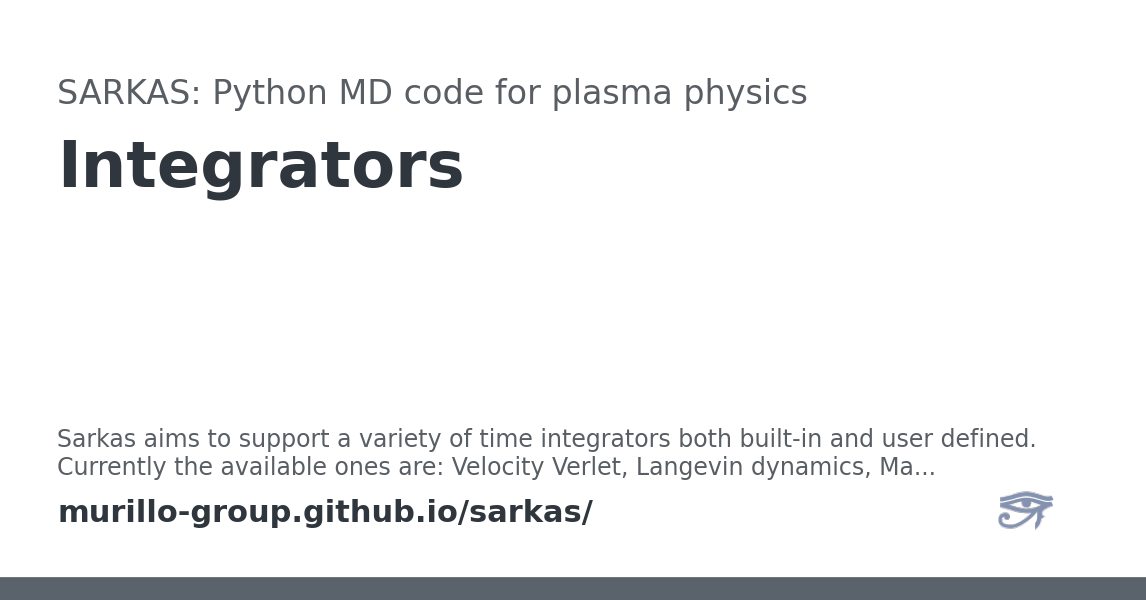 SARKAS: Python MD code for plasma physics
Integrators
Sarkas aims to support a variety of time integrators both built-in and user defined.
Currently the available ones are: Velocity Verlet, Langevin dynamics, Ma...
murillo-group.github.io/sarkas/